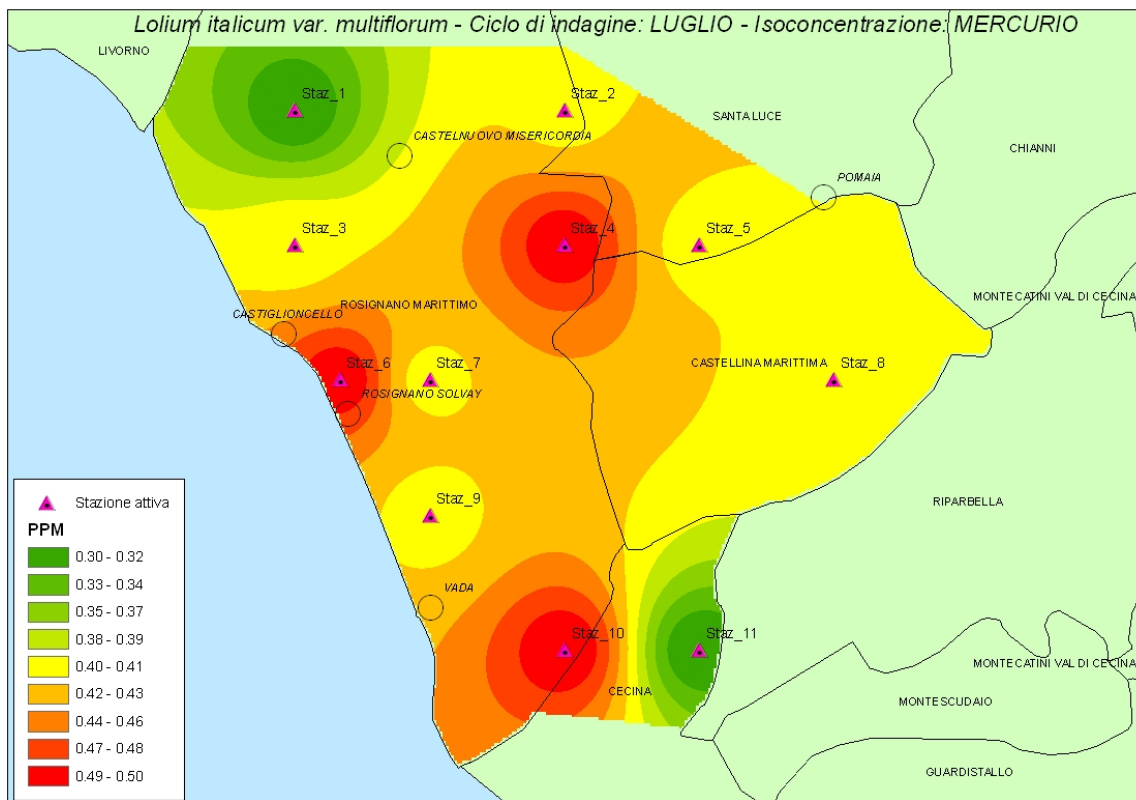 Lolium italicum var. multiflorum - Ciclo di indagine: LUGLIO - Isoconcentrazione: MERCURIO
LIVORNO
Staz_1
Staz_2
SANTA LUCE
CASTELNUOVO MISERICORDIA
CHIANNI
POMAIA
Staz_3
Staz_4
Staz_5
MONTECATINI VAL DI CECINA
ROSIGNANO MARITTIMO
CASTIGLIONCELLO
Staz_6
Staz_7
CASTELLINA MARITTIMA
Staz_8
ROSIGNANO SOLVAY
Staz_9
RIPARBELLA
VADA
Staz_10
Staz_11
MONTECATINI VAL DI CECINA
CECINA
MONTESCUDAIO
GUARDISTALLO
Stazione attiva
PPM
0.30 - 0.32
0.33 - 0.34
0.35 - 0.37
0.38 - 0.39
0.40 - 0.41
0.42 - 0.43
0.44 - 0.46
0.47 - 0.48
0.49 - 0.50